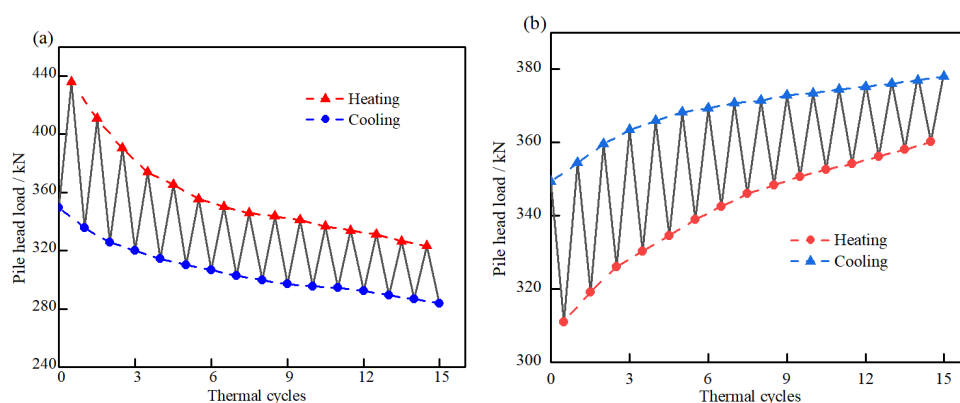 (a)
Pile head load / kN
440
400
360
320
280
240
0 3 6 9 12 15
Thermal cycles
Heating
Cooling
(b)
Pile head load / kN
380
360
340
320
300
0 3 6 9 12 15
Thermal cycles
Heating
Cooling